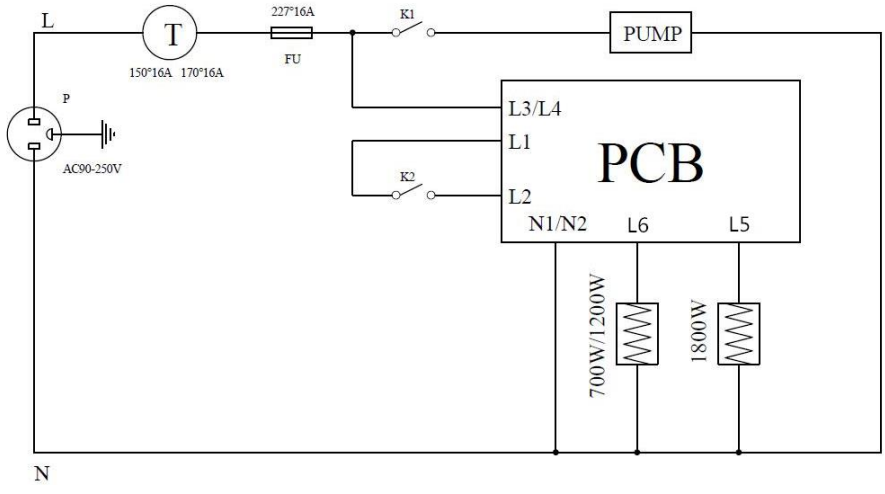 L
227°16A
K1
T
PUMP
150°16A 170°16A
FU
P
L3/L4
L1
PCB
AC90-250V
K2
L2
N1/N2
L6
L5
700W/1200W
1800W
N